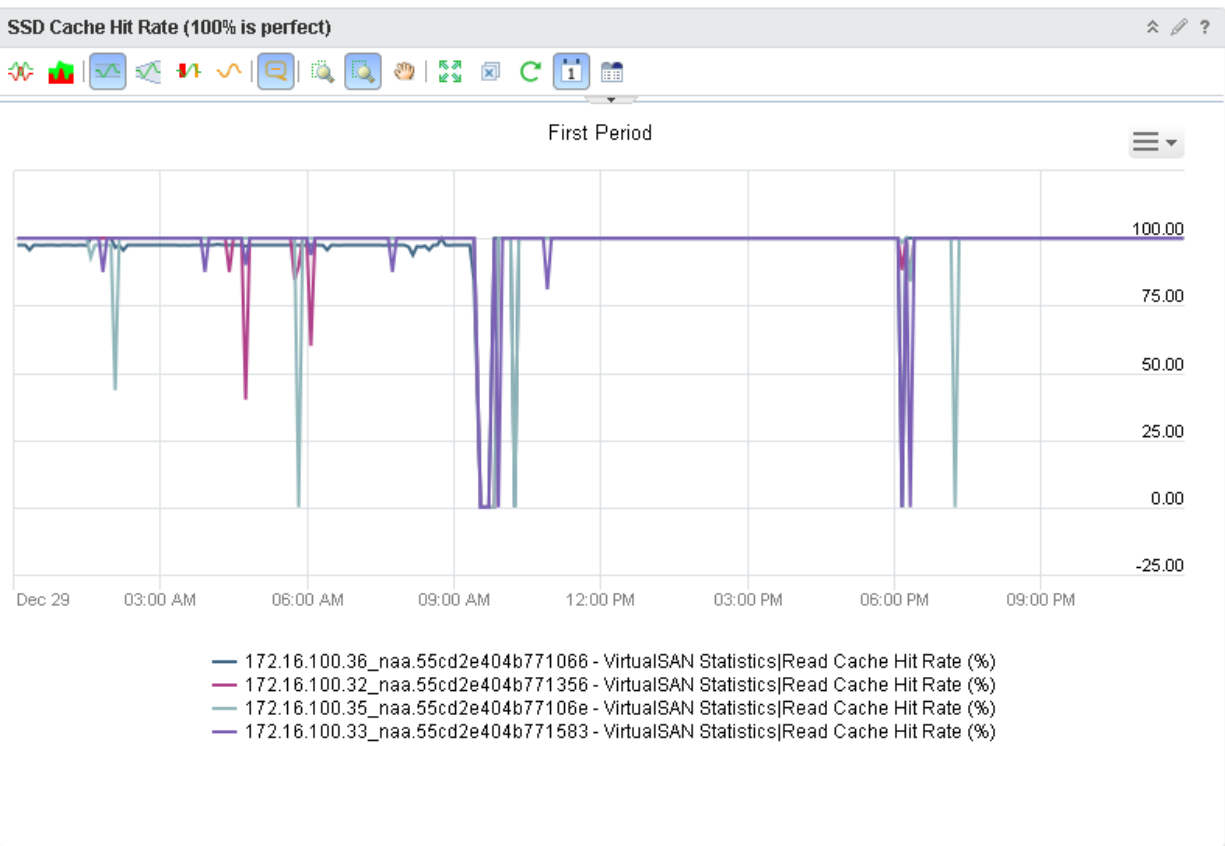 SSD Cache Hit Rate (100% is perfect) ?
1
First Period
100.00
75.00
50.00
25.00
0.00
-25.00
Dec 29 03:00 AM 06:00 AM 09:00 AM 12:00 PM 03:00 PM 06:00 PM 09:00 PM
172.16.100.36_naa.55cd2e404b771066 - VirtualSAN Statistics|Read Cache Hit Rate (%)
172.16.100.32_naa.55cd2e404b771356 - VirtualSAN Statistics|Read Cache Hit Rate (%)
172.16.100.35_naa.55cd2e404b77106e - VirtualSAN Statistics|Read Cache Hit Rate (%)
172.16.100.33_naa.55cd2e404b771583 - VirtualSAN Statistics|Read Cache Hit Rate (%)